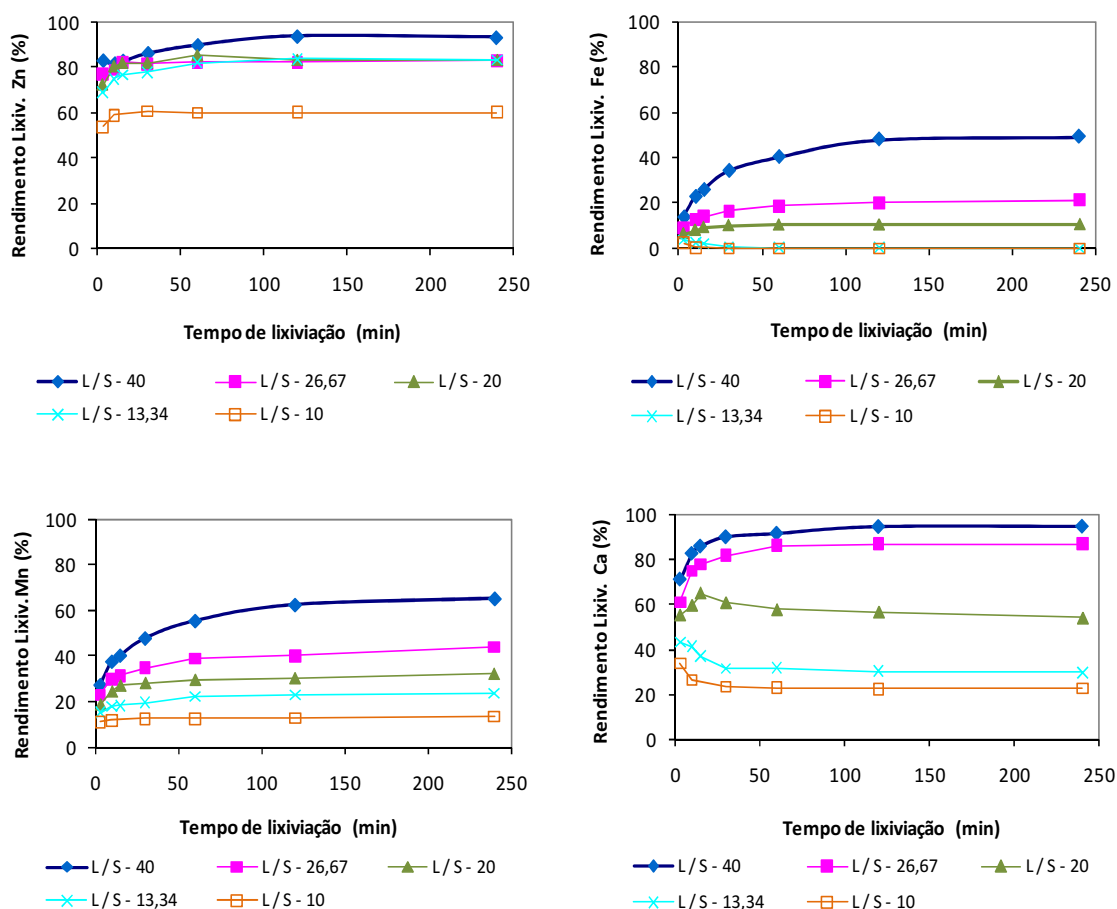 Rendimento Lixiv. Zn (%)
100
80
60
40
20
0
0 50 100 150 200 250
Tempo de lixiviação (min)
L / S - 40 L / S - 26,67 L / S - 20
L / S - 13,34 L / S - 10
Rendimento Lixiv. Fe (%)
100
80
60
40
20
0
0 50 100 150 200 250
Tempo de lixiviação (min)
L / S - 40 L / S - 26,67 L / S - 20
L / S - 13,34 L / S - 10
Rendimento Lixiv.Mn (%)
100
80
60
40
20
0
0 50 100 150 200 250
Tempo de lixiviação (min)
L / S - 40 L / S - 26,67 L / S - 20
L / S - 13,34 L / S - 10
Rendimento Lixiv. Ca (%)
100
80
60
40
20
0
0 50 100 150 200 250
Tempo de lixiviação (min)
L / S - 40 L / S - 26,67 L / S - 20
L / S - 13,34 L / S - 10